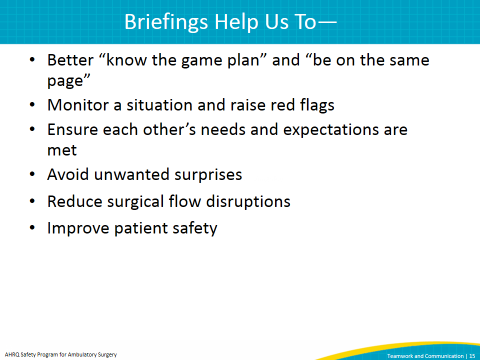 Briefings Help Us To—
• Better “know the game plan” and “be on the same
page”
• Monitor a situation and raise red flags
• Ensure each other’s needs and expectations are
met
• Avoid unwanted surprises
• Reduce surgical flow disruptions
• Improve patient safety
AHRQ Safety Program for Ambulatory Surgery
Teamwork and Communication | 15